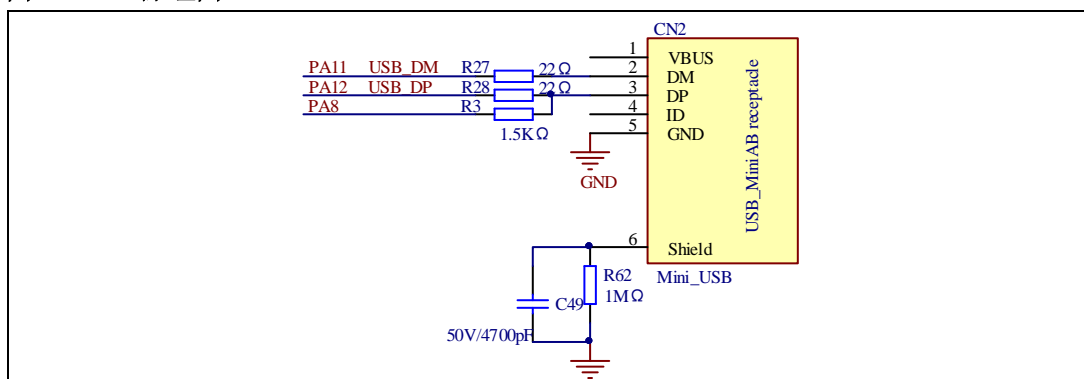 CN2
1 VBUS
PA11 USB_DM R27 22Ω 2 DM
PA12 USB_DP R28 22Ω 3 DP
PA8 R3 4 ID
1.5KΩ 5 GND
GND
USB_MiniAB receptacle
6 Shield
Mini_USB
R62
1MΩ
C49
50V/4700pF